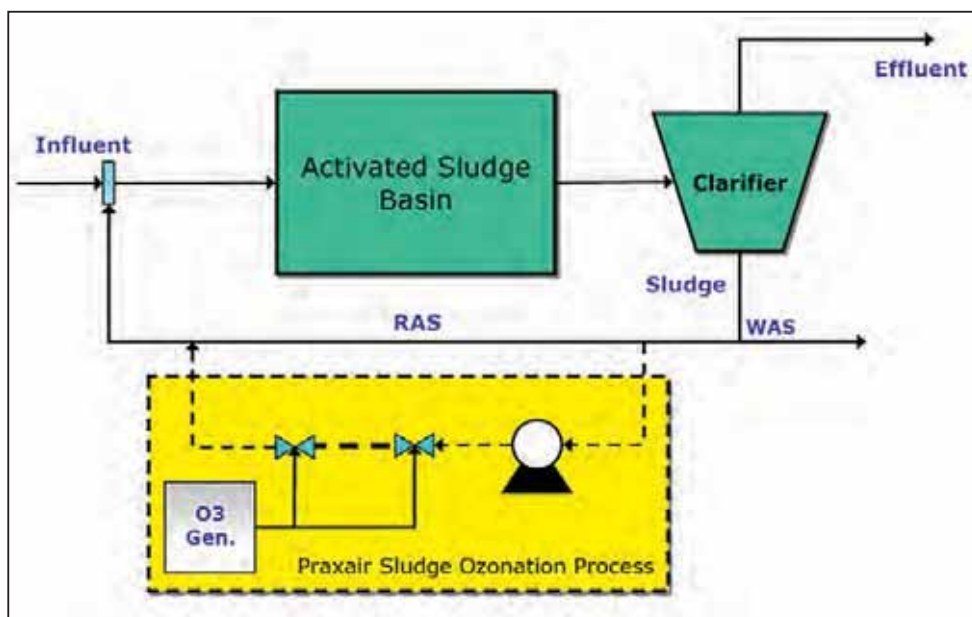 Effluent
Influent
Activated Sludge
Basin
Clarifier
Sludge
RAS
WAS
O3
Gen.
Praxair Sludge Ozonation Process